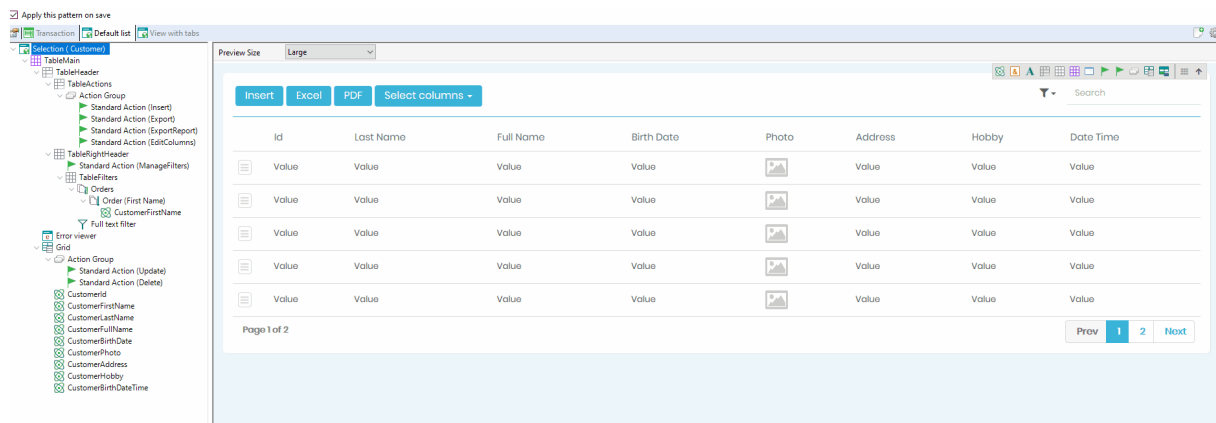 Apply this pattern on save
Transaction Default list View with tabs
Selection ( Customer)
TableMain
TableHeader
TableActions
Action Group
Standard Action (Insert)
Standard Action (Export)
Standard Action (ExportReport)
Standard Action (EditColumns)
TableRightHeader
Standard Action (ManageFilters)
TableFilters
Orders
Order (First Name)
CustomerFirstName
Full text filter
Error viewer
Grid
Action Group
Standard Action (Update)
Standard Action (Delete)
CustomerId
CustomerFirstName
CustomerLastName
CustomerFullName
CustomerBirthDate
CustomerPhoto
CustomerAddress
CustomerHobby
CustomerBirthDateTime
Preview Size Large
Insert Excel PDF Select columns Search
Id Last Name Full Name Birth Date Photo Address Hobby Date Time
Value Value Value Value Value Value Value
Value Value Value Value Value Value Value
Value Value Value Value Value Value Value
Value Value Value Value Value Value Value
Value Value Value Value Value Value Value
Page 1 of 2 Prev 1 2 Next